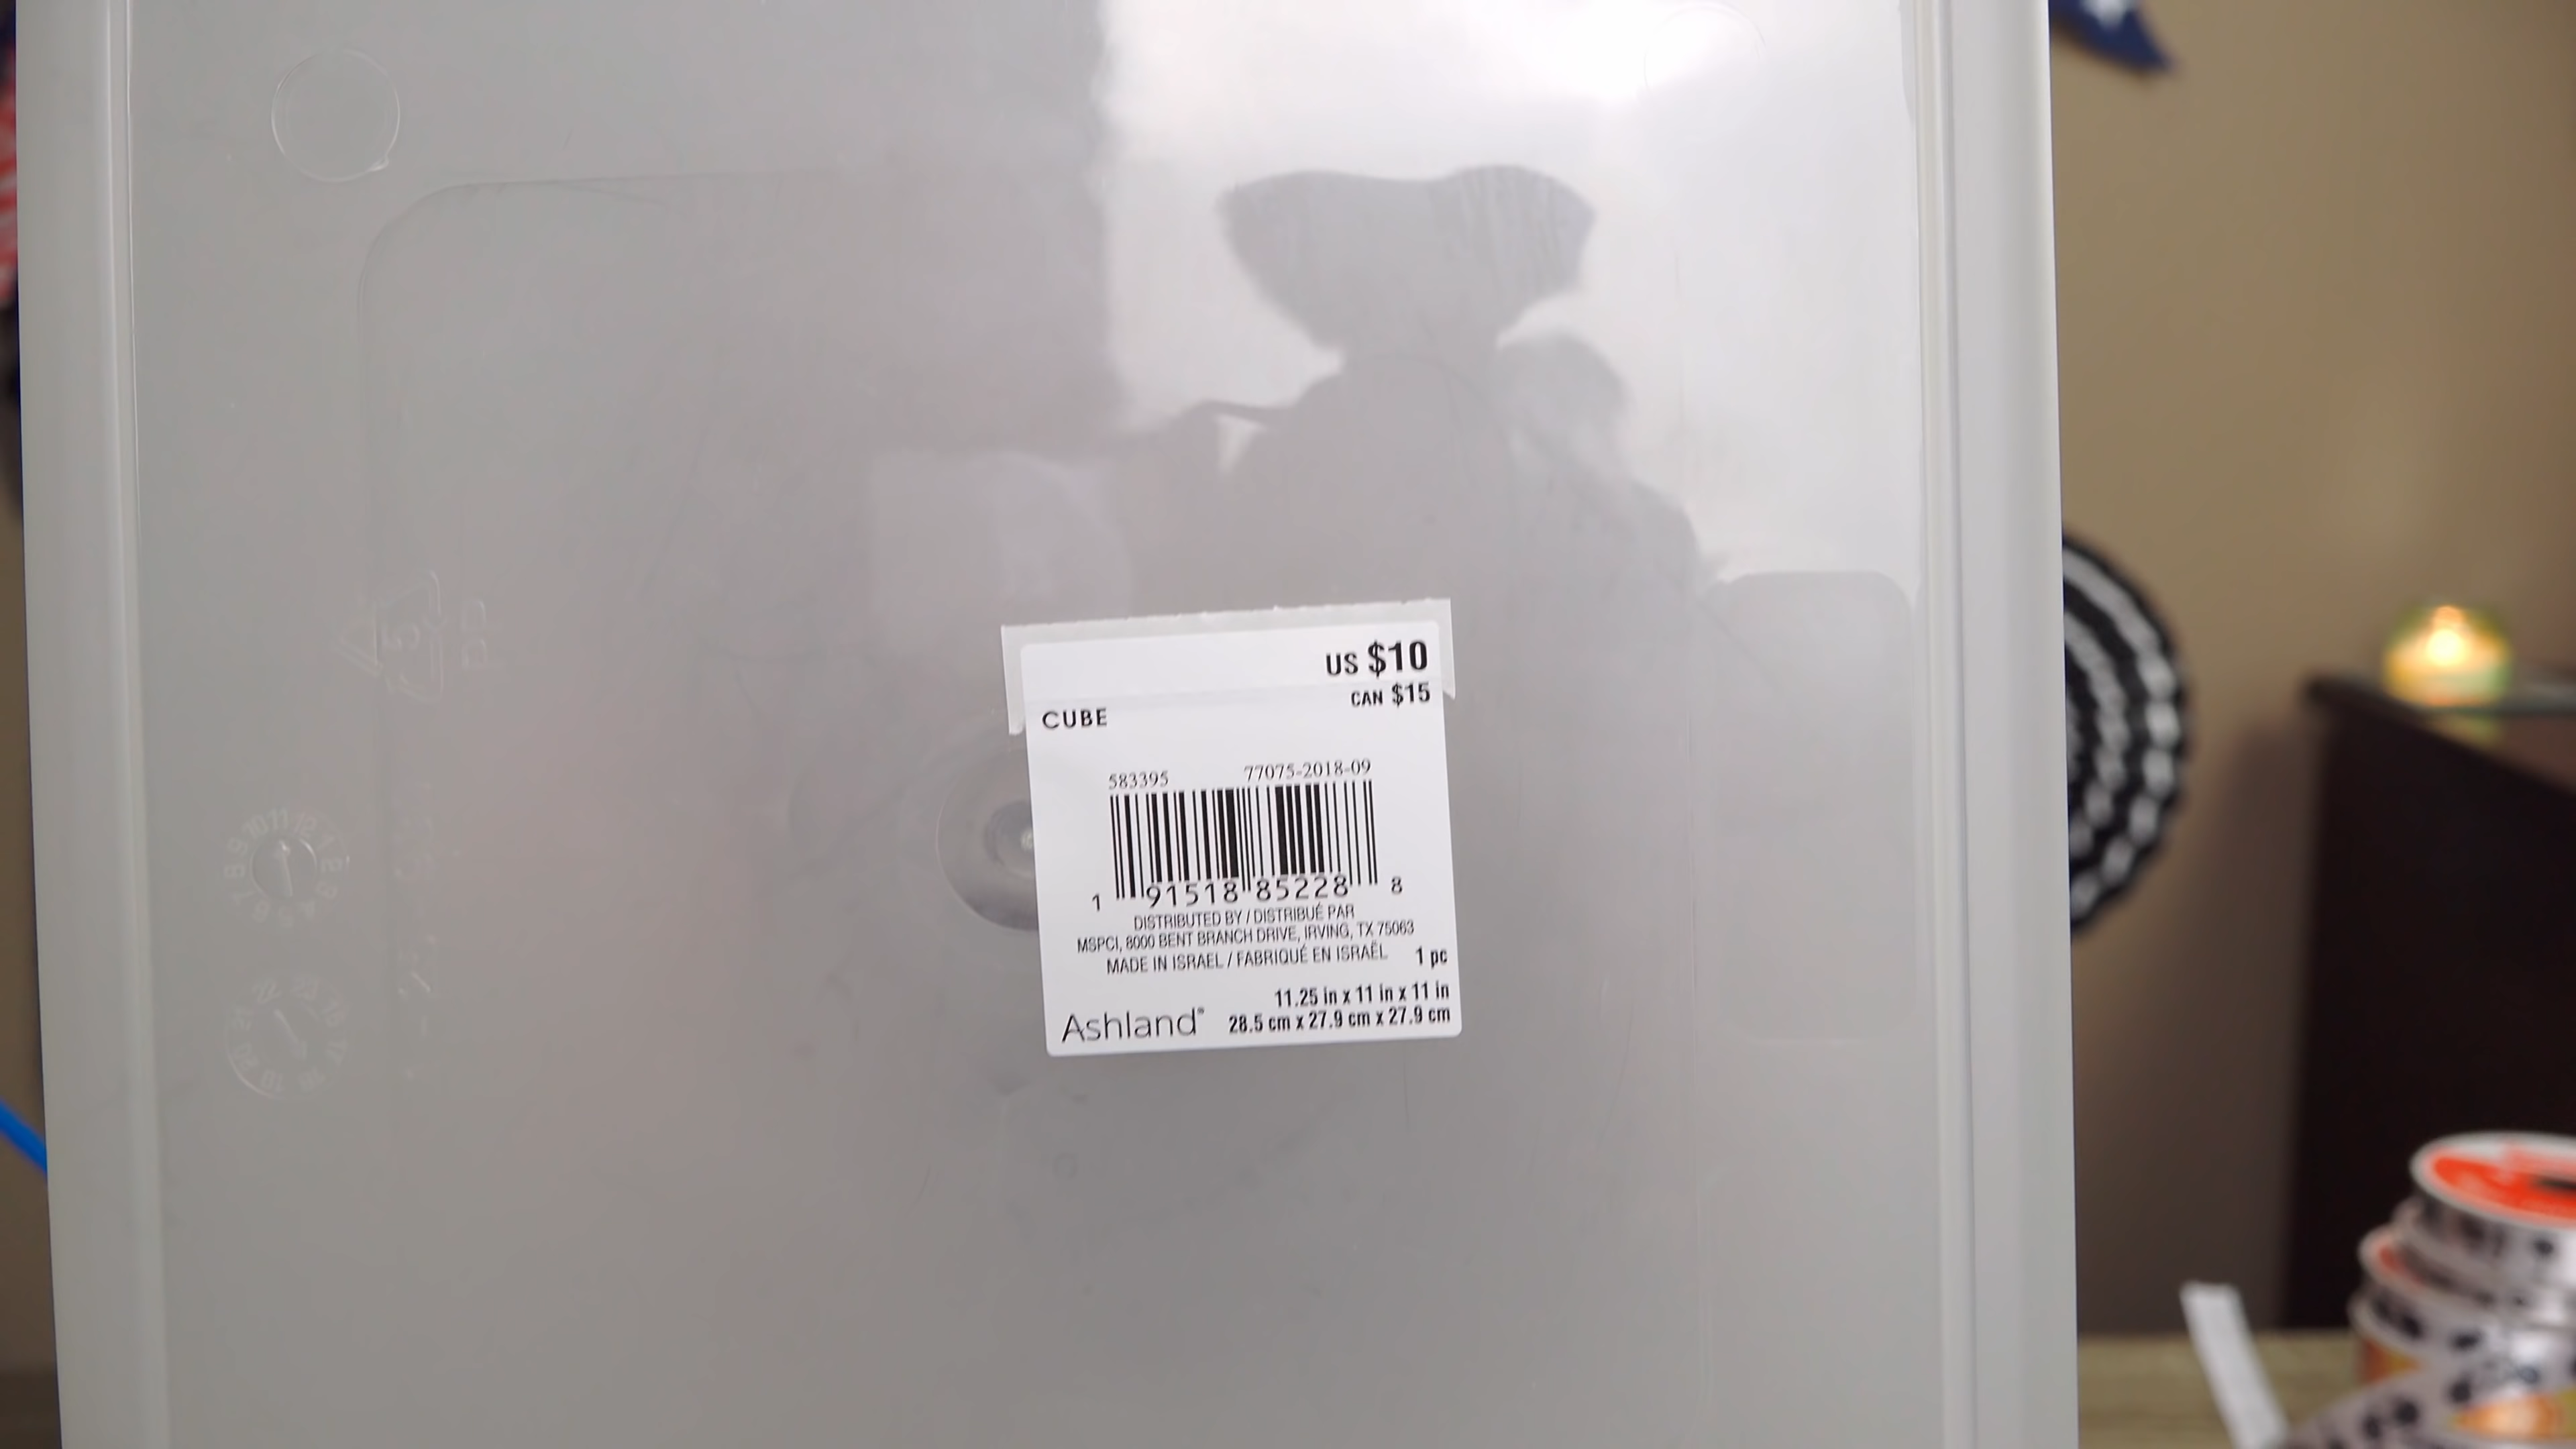 US $10
CAN $15
CUBE
583395 77075-2018-09
1 91518 85228 8
DISTRIBUTED BY / DISTRIBUÉ PAR
MSPCI, 8000 BENT BRANCH DRIVE, IRVING, TX 75063
MADE IN ISRAEL / FABRIQUÉ EN ISRAËL 1 pc
11.25 in x 11 in x 11 in
Ashland® 28.5 cm x 27.9 cm x 27.9 cm